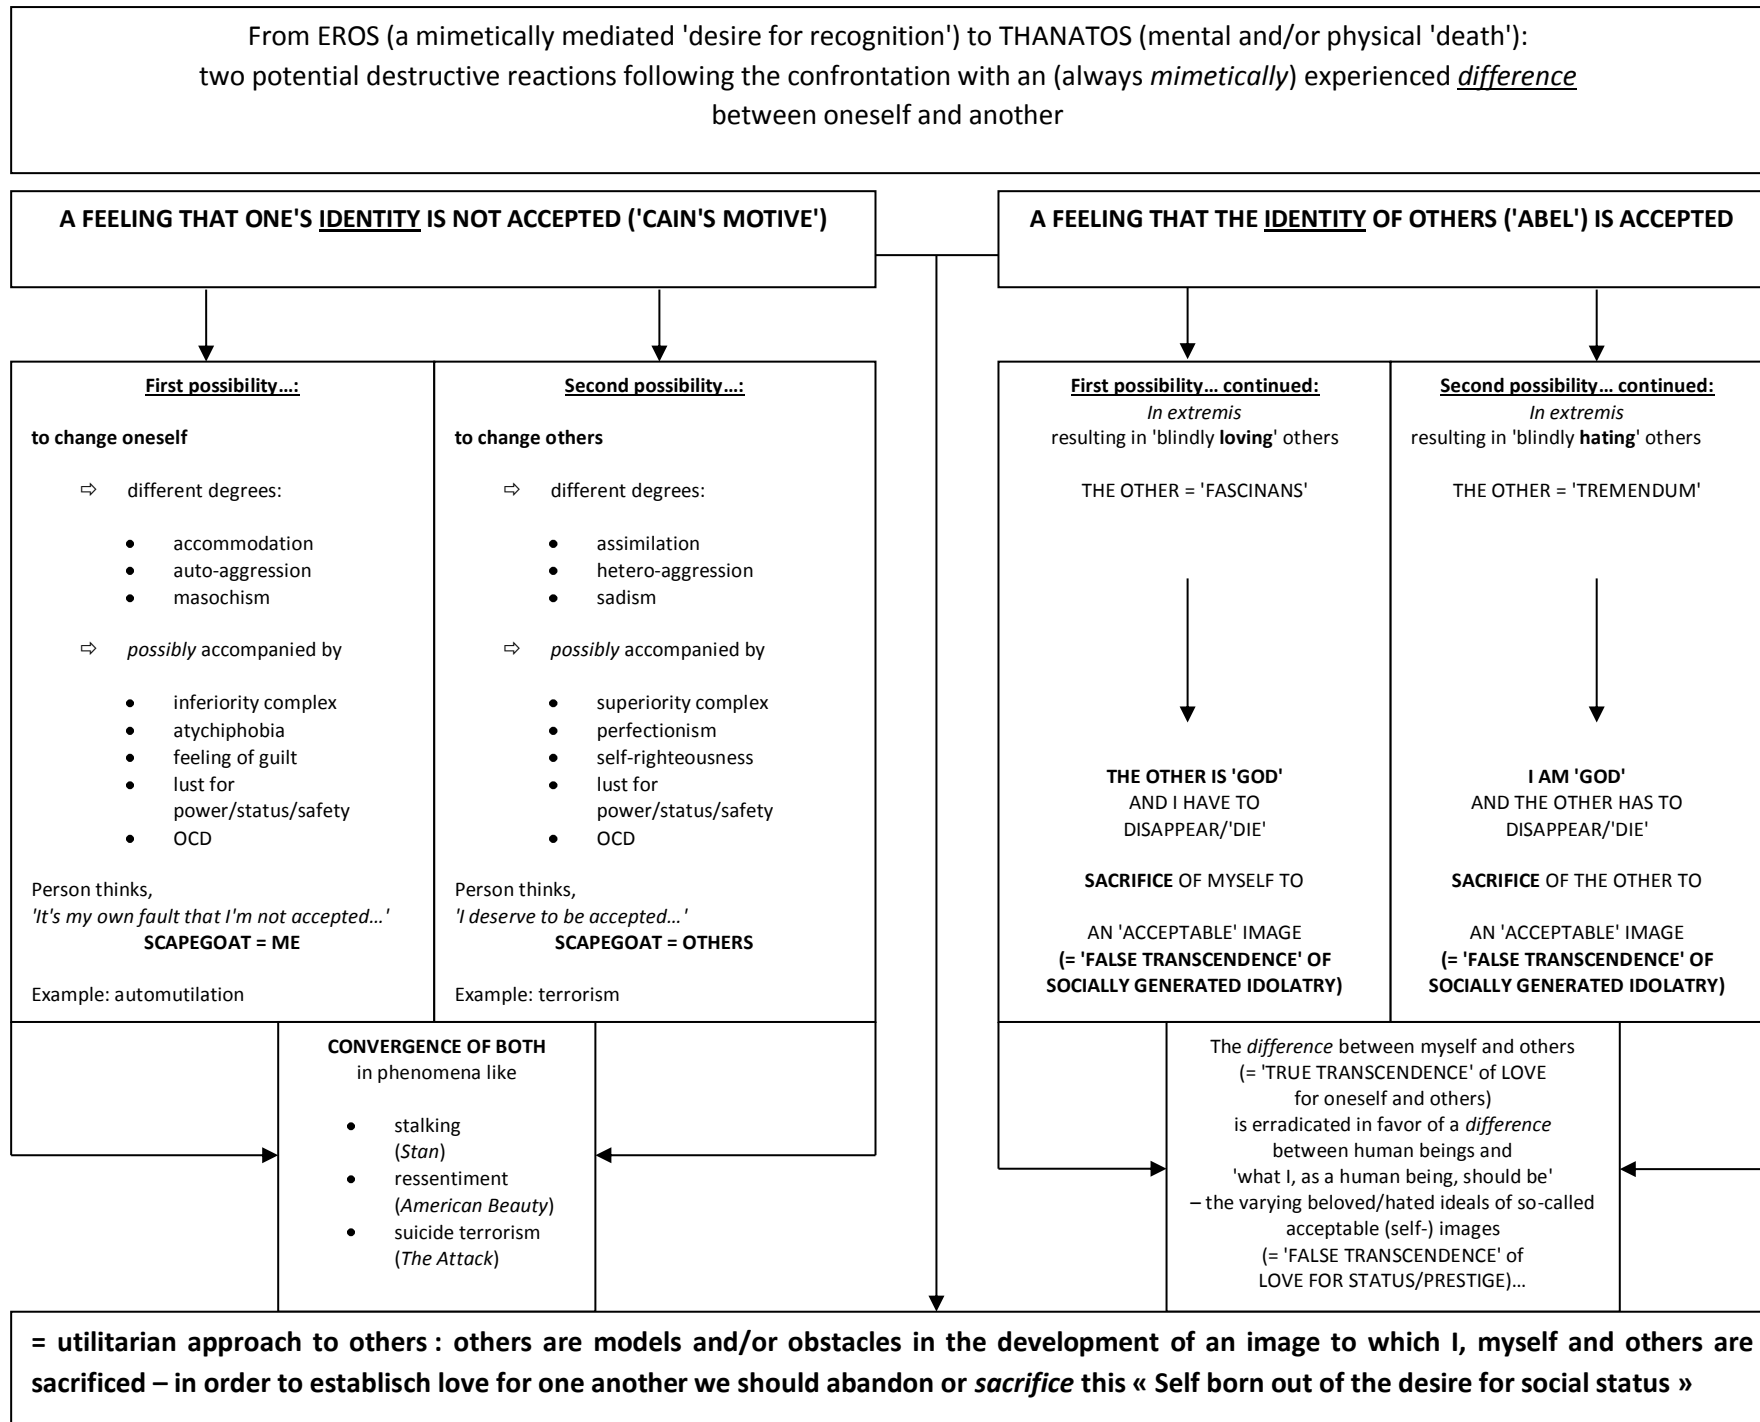 From EROS (a mimetically mediated 'desire for recognition') to THANATOS (mental and/or physical 'death'):
two potential destructive reactions following the confrontation with an (always mimetically) experienced difference
between oneself and another
A FEELING THAT ONE'S IDENTITY IS NOT ACCEPTED ('CAIN'S MOTIVE')
A FEELING THAT THE IDENTITY OF OTHERS ('ABEL') IS ACCEPTED
First possibility...:
to change oneself
⇨ different degrees:
• accommodation
• auto-aggression
• masochism
⇨ possibly accompanied by
• inferiority complex
• atychiphobia
• feeling of guilt
• lust for
power/status/safety
• OCD
Person thinks,
'It's my own fault that I'm not accepted...'
SCAPEGOAT = ME
Example: automutilation
Second possibility...:
to change others
⇨ different degrees:
• assimilation
• hetero-aggression
• sadism
⇨ possibly accompanied by
• superiority complex
• perfectionism
• self-righteousness
• lust for
power/status/safety
• OCD
Person thinks,
'I deserve to be accepted...'
SCAPEGOAT = OTHERS
Example: terrorism
First possibility... continued:
In extremis
resulting in 'blindly loving' others
THE OTHER = 'FASCINANS'
THE OTHER IS 'GOD'
AND I HAVE TO
DISAPPEAR/'DIE'
SACRIFICE OF MYSELF TO
AN 'ACCEPTABLE' IMAGE
(= 'FALSE TRANSCENDENCE' OF
SOCIALLY GENERATED IDOLATRY)
Second possibility... continued:
In extremis
resulting in 'blindly hating' others
THE OTHER = 'TREMENDUM'
I AM 'GOD'
AND THE OTHER HAS TO
DISAPPEAR/'DIE'
SACRIFICE OF THE OTHER TO
AN 'ACCEPTABLE' IMAGE
(= 'FALSE TRANSCENDENCE' OF
SOCIALLY GENERATED IDOLATRY)
CONVERGENCE OF BOTH
in phenomena like
• stalking
(Stan)
• ressentiment
(American Beauty)
• suicide terrorism
(The Attack)
The difference between myself and others
(= 'TRUE TRANSCENDENCE' of LOVE
for oneself and others)
is erradicated in favor of a difference
between human beings and
'what I, as a human being, should be'
– the varying beloved/hated ideals of so-called
acceptable (self-) images
(= 'FALSE TRANSCENDENCE' of
LOVE FOR STATUS/PRESTIGE)...
= utilitarian approach to others : others are models and/or obstacles in the development of an image to which I, myself and others are
sacrificed – in order to establisch love for one another we should abandon or sacrifice this « Self born out of the desire for social status »